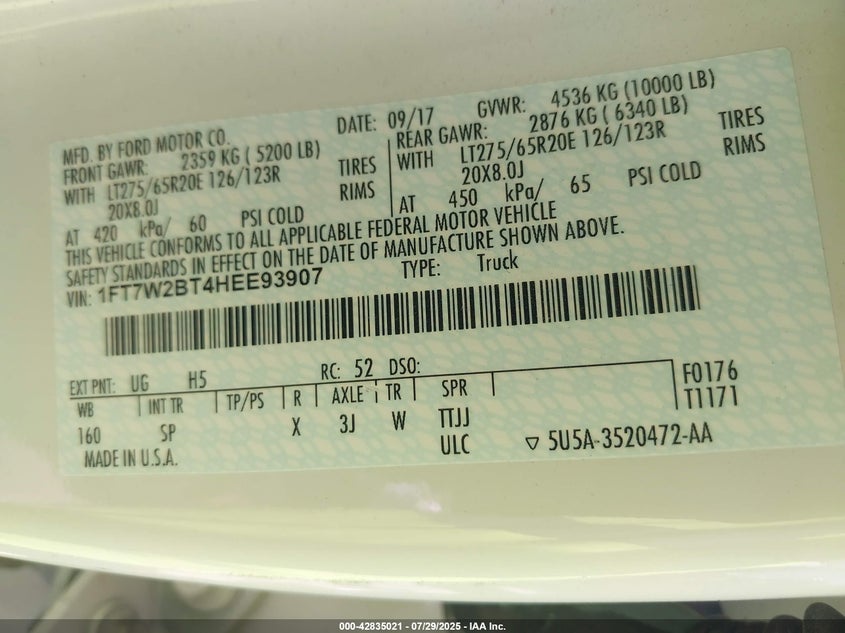 MFD. BY FORD MOTOR CO.
DATE: 09/17 GVWR: 4536 KG (10000 LB)
FRONT GAWR: 2359 KG ( 5200 LB)
REAR GAWR: 2876 KG ( 6340 LB)
WITH LT275/65R20E 126/123R TIRES
20X8.0J RIMS
AT 420 kPa/ 60 PSI COLD
WITH LT275/65R20E 126/123R TIRES
20X8.0J RIMS
AT 450 kPa/ 65 PSI COLD
THIS VEHICLE CONFORMS TO ALL APPLICABLE FEDERAL MOTOR VEHICLE
SAFETY STANDARDS IN EFFECT ON THE DATE OF MANUFACTURE SHOWN ABOVE.
VIN: 1FT7W2BT4HEE93907 TYPE: Truck
EXT PNT: UG H5 RC: 52 DSO:
WB INT TR TP/PS R AXLE TR SPR F0176
T1171
160 SP X 3J W TTJJ
ULC
MADE IN U.S.A. ▽ 5U5A-3520472-AA
000-42835021 - 07/29/2025 - IAA Inc.